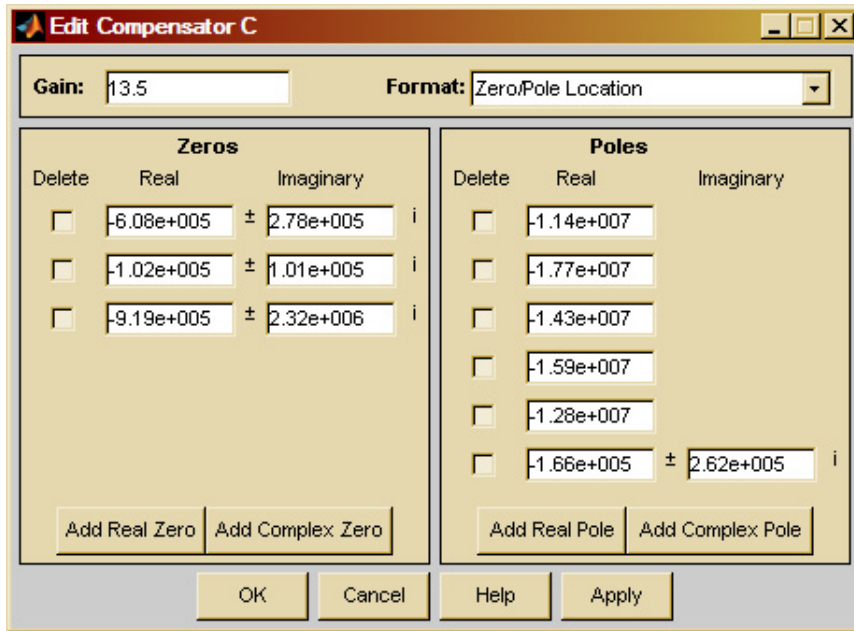 Edit Compensator C
Gain: 13.5 Format: Zero/Pole Location
Zeros
Delete Real Imaginary
-6.08e+005 ± 2.78e+005 i
-1.02e+005 ± 1.01e+005 i
-9.19e+005 ± 2.32e+006 i
Add Real Zero Add Complex Zero
Poles
Delete Real Imaginary
-1.14e+007
-1.77e+007
-1.43e+007
-1.59e+007
-1.28e+007
-1.66e+005 ± 2.62e+005 i
Add Real Pole Add Complex Pole
OK Cancel Help Apply